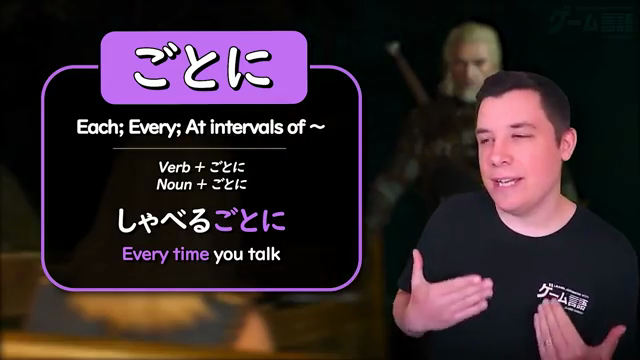 ゲーム言語
ごとに
Each; Every; At intervals of ～
Verb + ごとに
Noun + ごとに
しゃべるごとに
Every time you talk
ゲーム言語